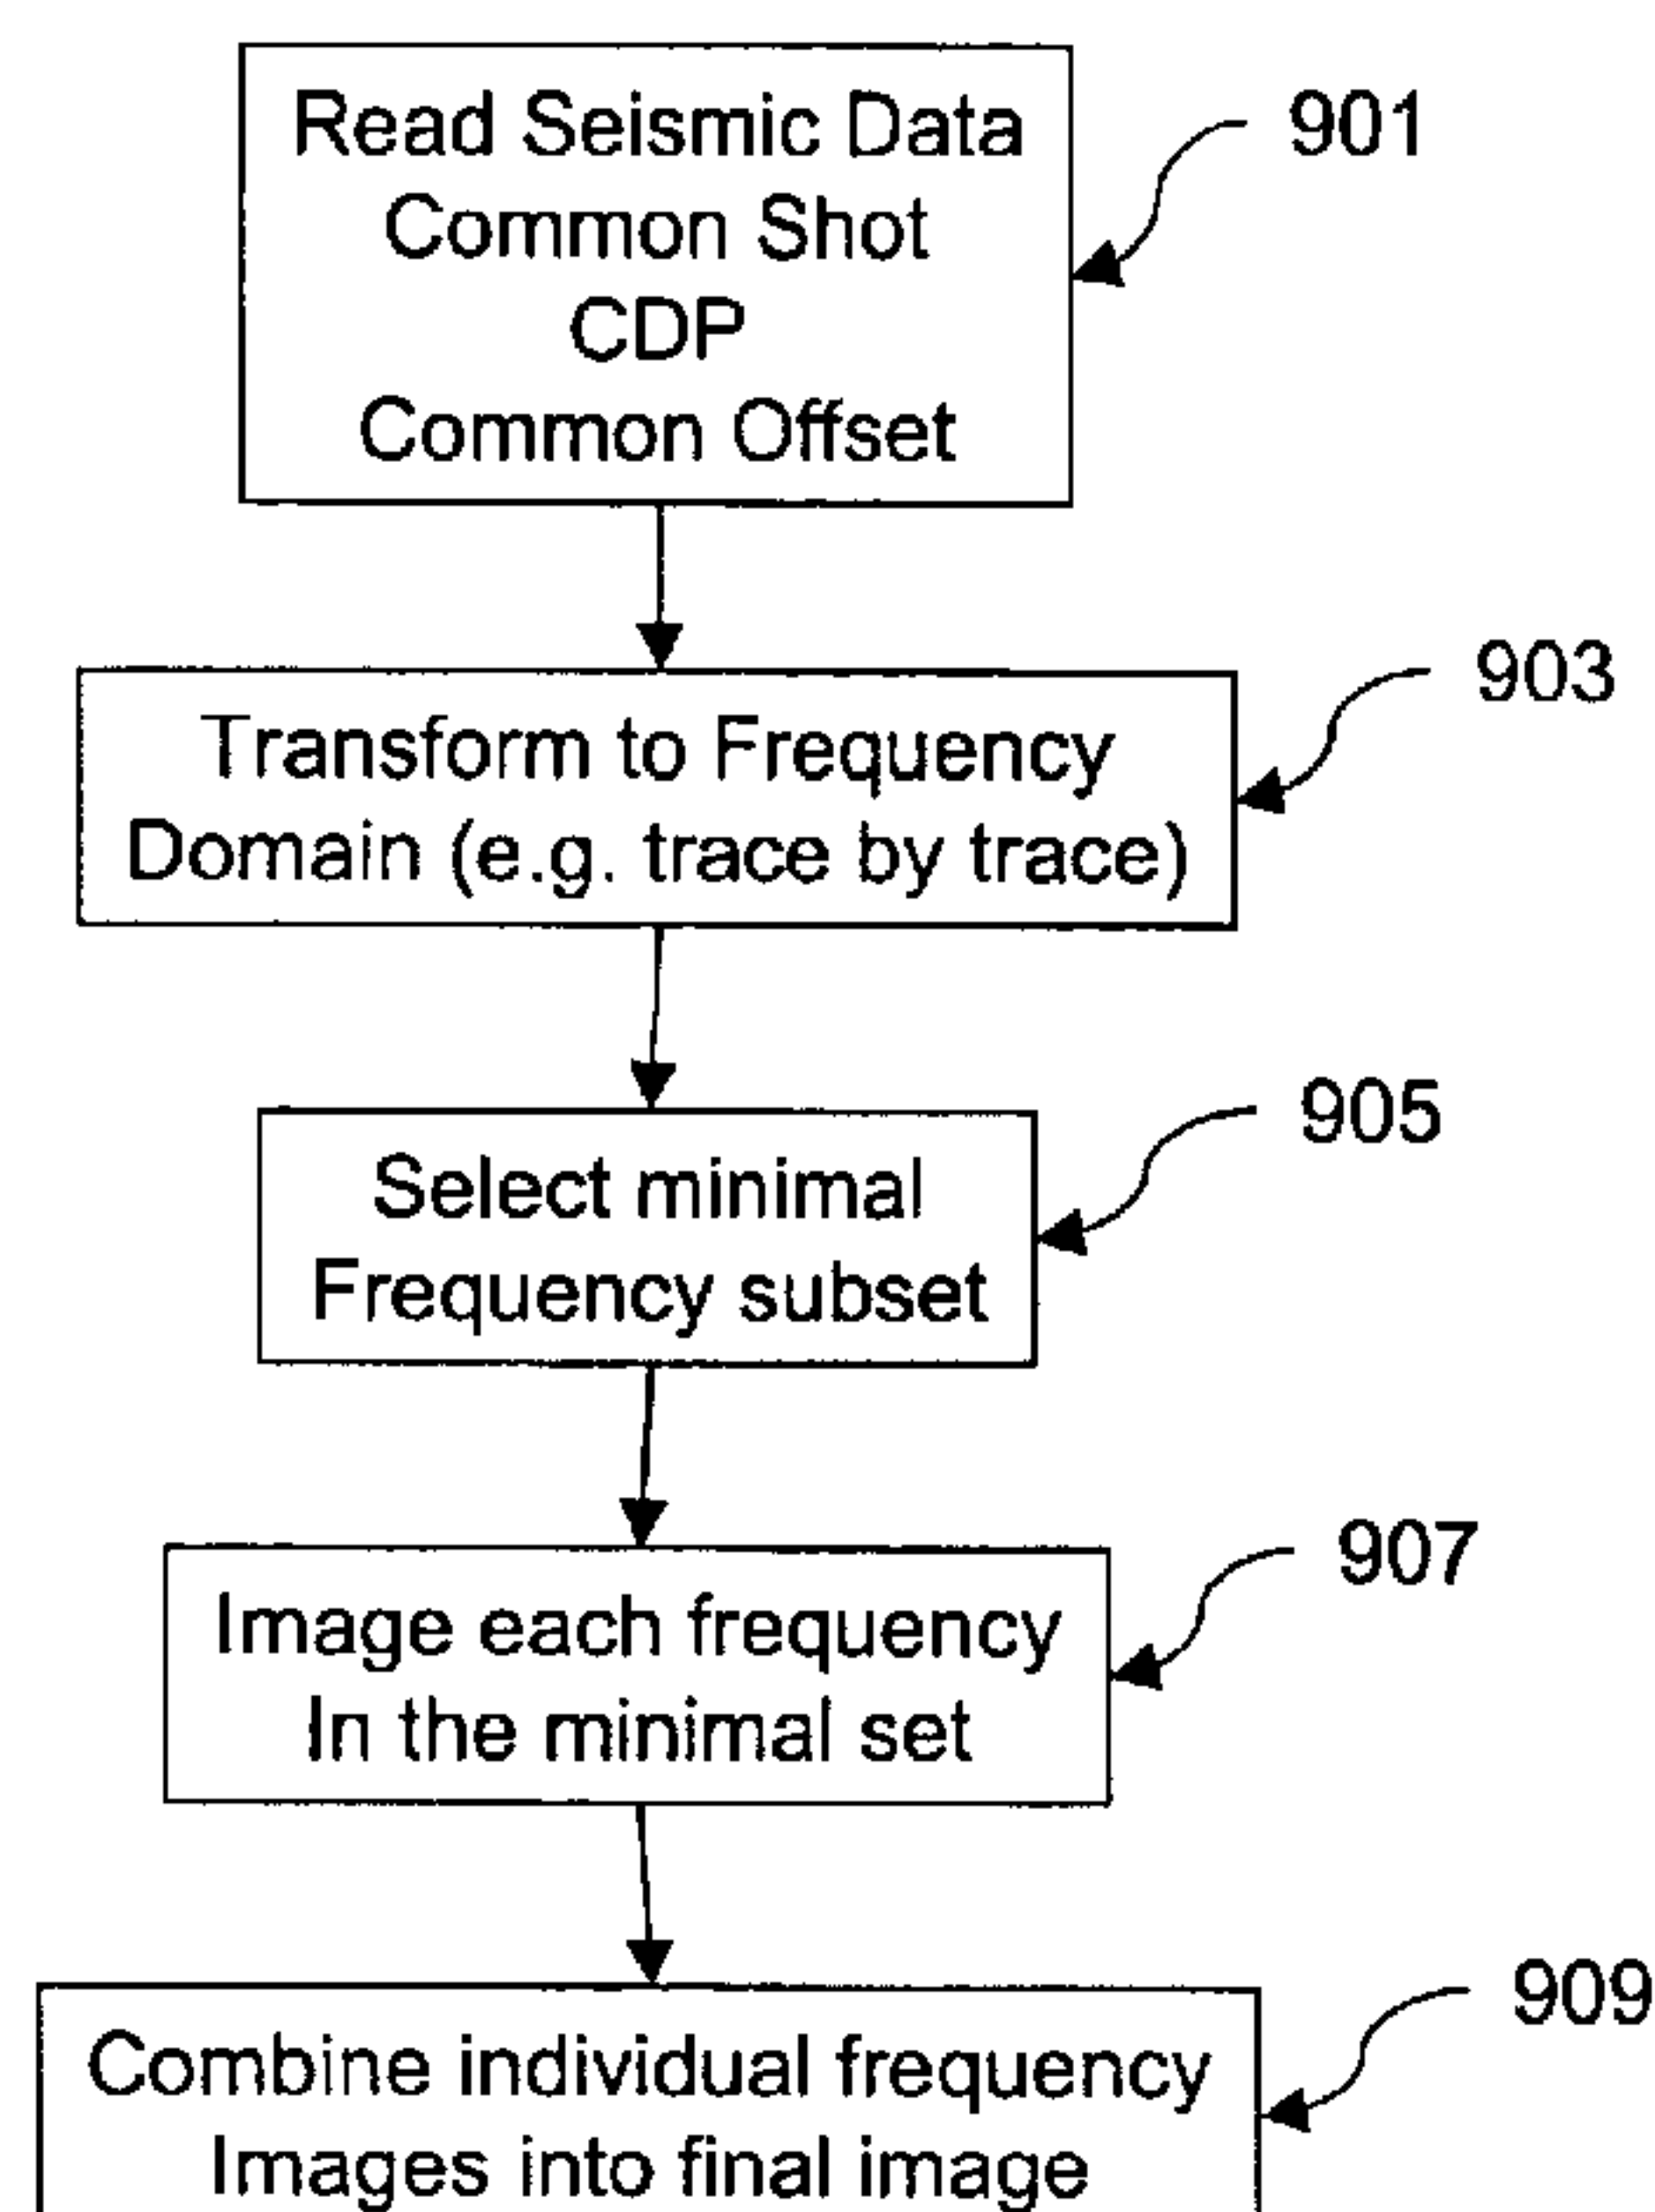 Read Seismic Data
Common Shot
CDP
Common Offset
901
Transform to Frequency
Domain (e.g. trace by trace)
903
Select minimal
Frequency subset
905
Image each frequency
In the minimal set
907
Combine individual frequency
Images into final image
909